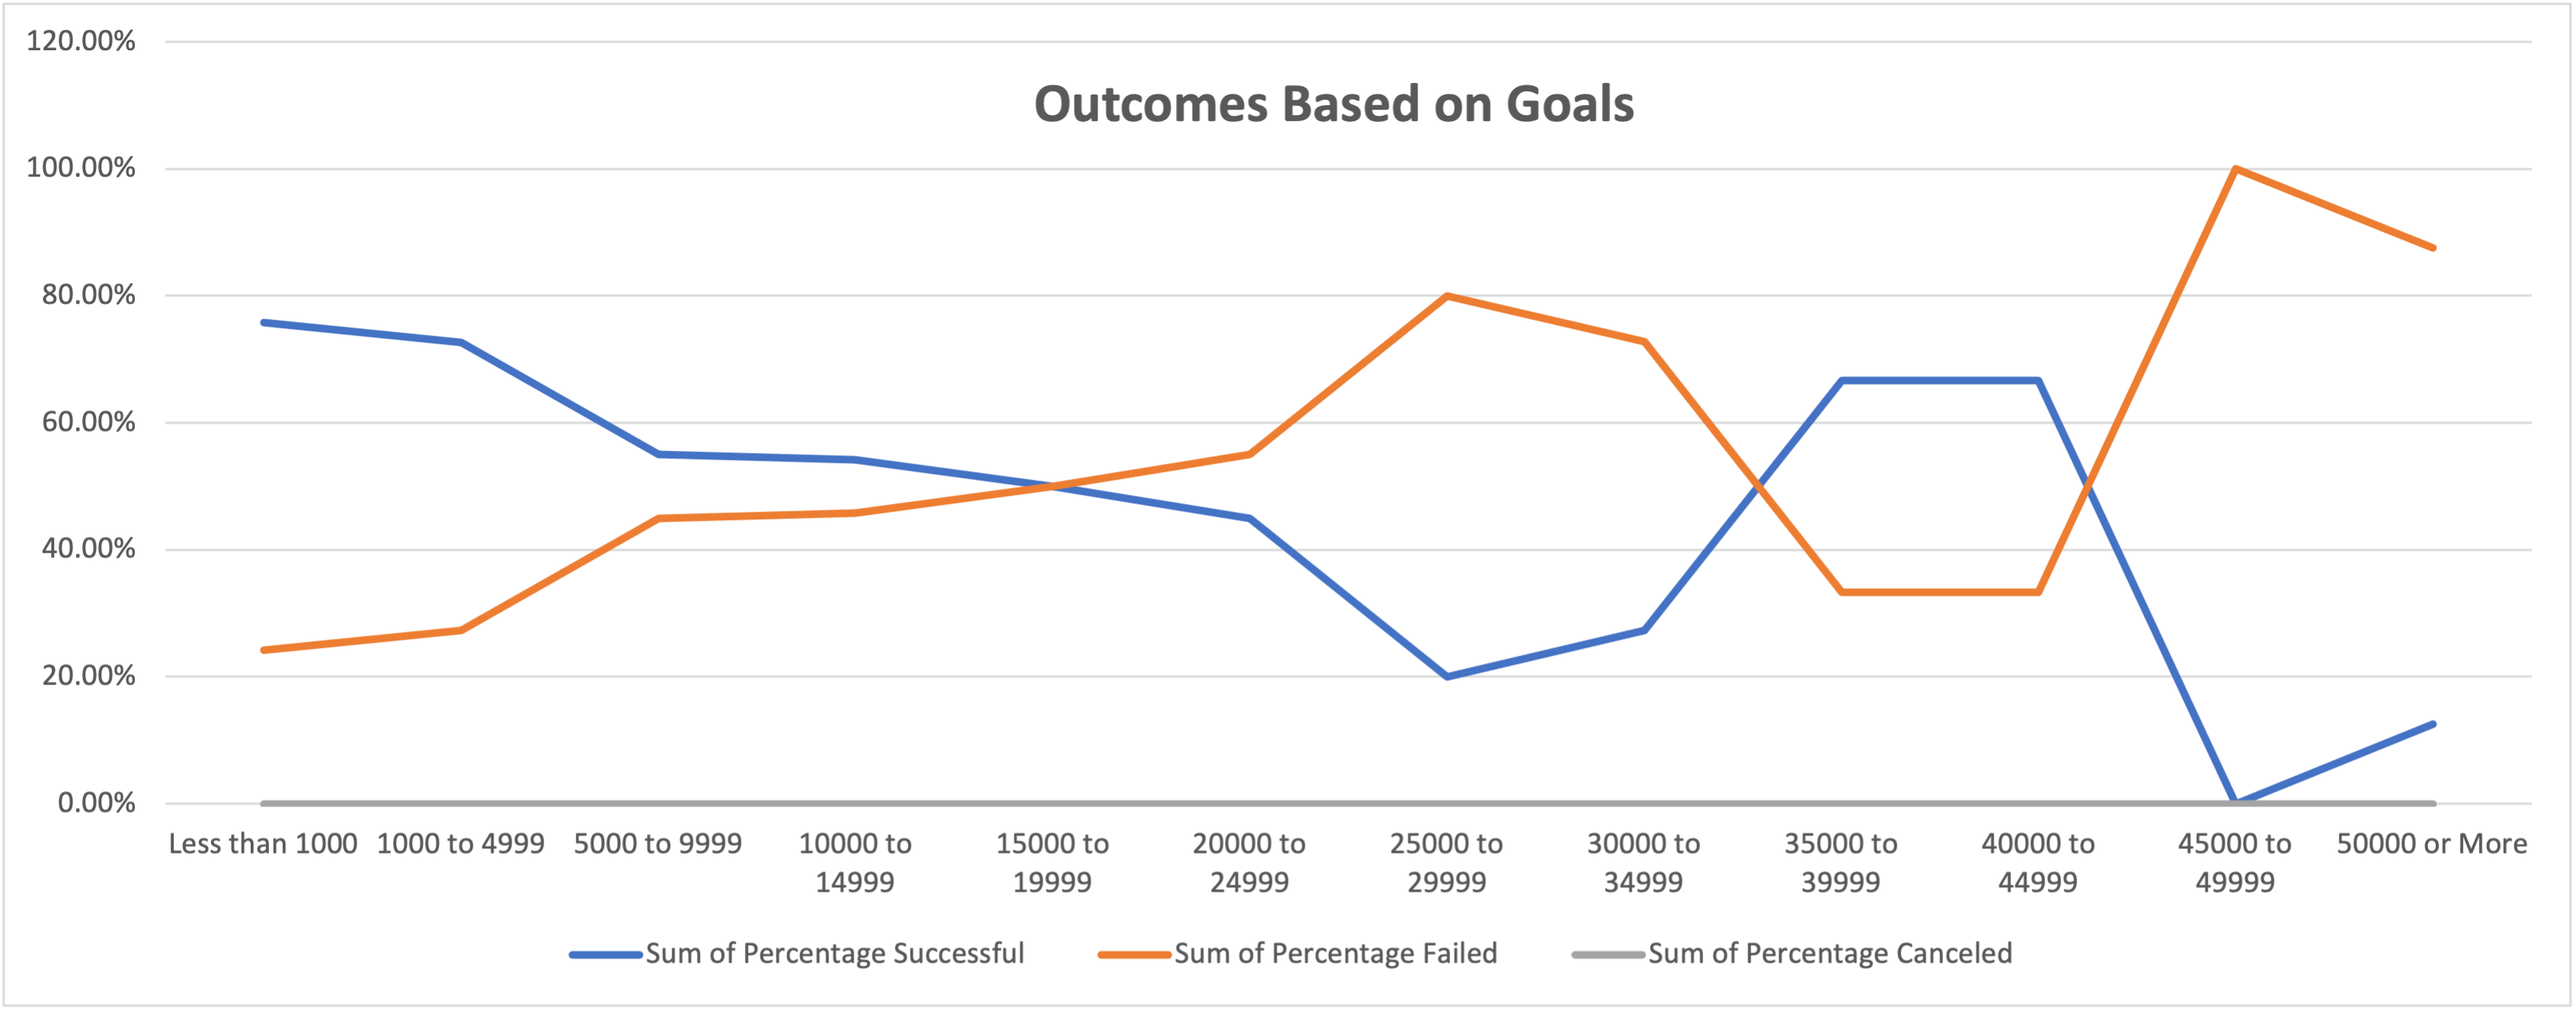 Outcomes Based on Goals
120.00%
100.00%
80.00%
60.00%
40.00%
20.00%
0.00%
Less than 1000
1000 to 4999
5000 to 9999
10000 to
14999
15000 to
19999
20000 to
24999
25000 to
29999
30000 to
34999
35000 to
39999
40000 to
44999
45000 to
49999
50000 or More
Sum of Percentage Successful
Sum of Percentage Failed
Sum of Percentage Canceled